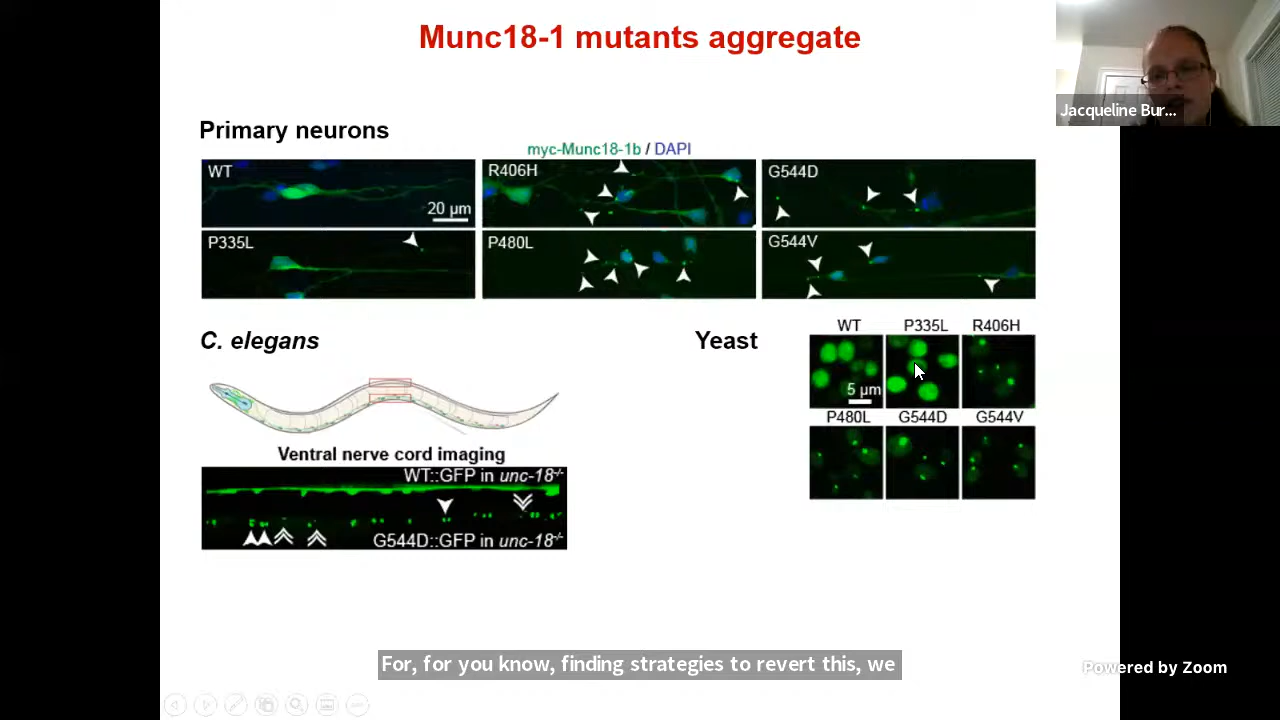 Munc18-1 mutants aggregate
Jacqueline Bur...
Primary neurons
myc-Munc18-1b / DAPI
WT
20 µm
R406H
G544D
P335L
P480L
G544V
C. elegans
Yeast
WT P335L R406H
5 µm
P480L G544D G544V
Ventral nerve cord imaging
WT::GFP in unc-18-/-
G544D::GFP in unc-18-/-
For, for you know, finding strategies to revert this, we
Powered by Zoom